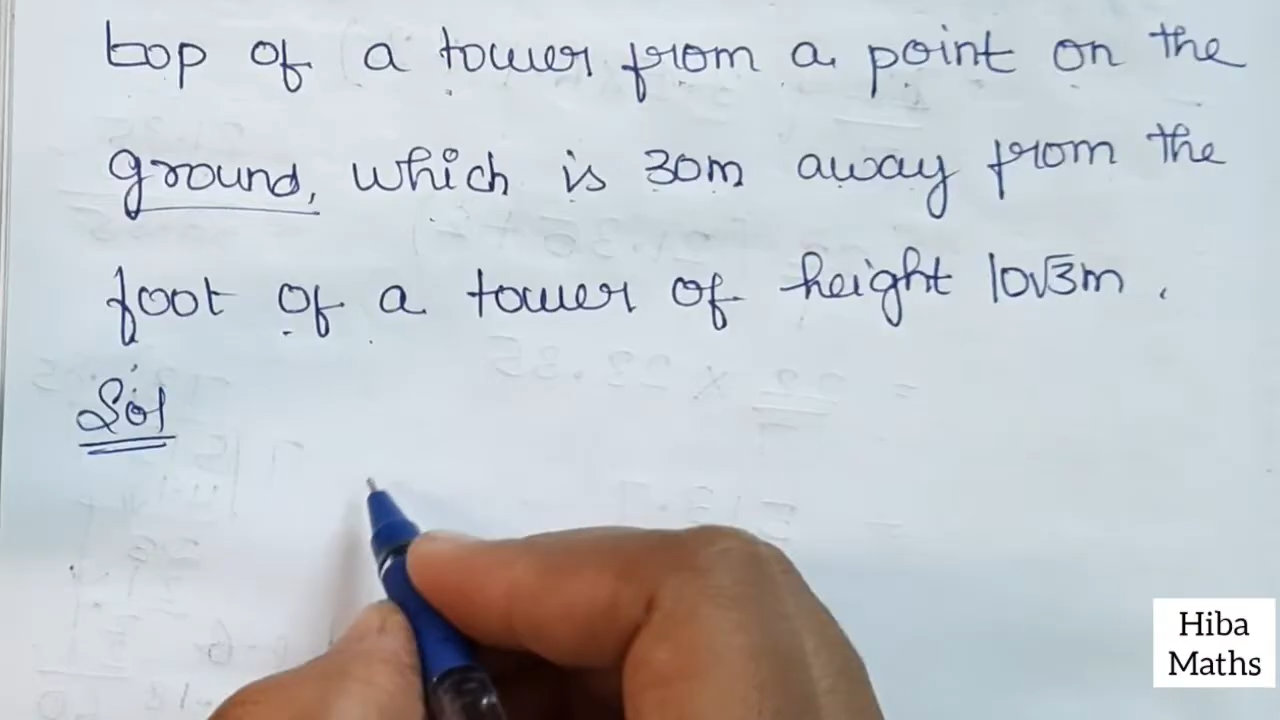 top of a tower from a point on the
ground, which is 30m away from the
foot of a tower of height 10√3m.
Sol
Hiba
Maths